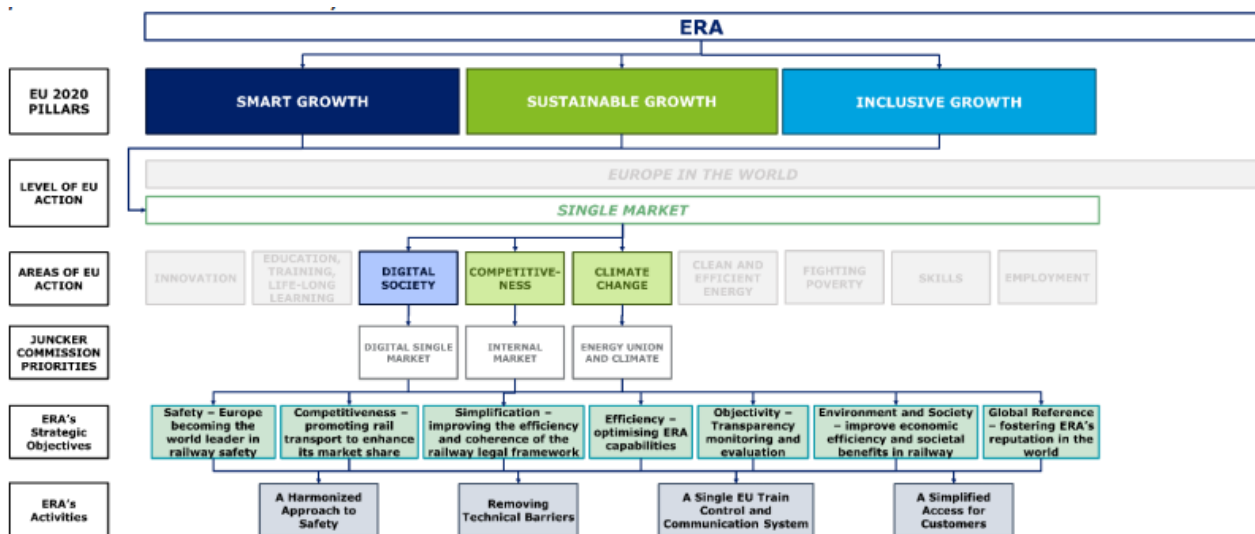 ERA
EU 2020
PILLARS
SMART GROWTH
SUSTAINABLE GROWTH
INCLUSIVE GROWTH
LEVEL OF EU
ACTION
EUROPE IN THE WORLD
SINGLE MARKET
AREAS OF EU
ACTION
INNOVATION
EDUCATION,
TRAINING,
LIFE-LONG
LEARNING
DIGITAL
SOCIETY
COMPETITIVE-
NESS
CLIMATE
CHANGE
CLEAN AND
EFFICIENT
ENERGY
FIGHTING
POVERTY
SKILLS
EMPLOYMENT
JUNCKER
COMMISSION
PRIORITIES
DIGITAL SINGLE
MARKET
INTERNAL
MARKET
ENERGY UNION
AND CLIMATE
ERA's
Strategic
Objectives
Safety – Europe
becoming the
world leader in
railway safety
Competitiveness –
promoting rail
transport to enhance
its market share
Simplification –
improving the efficiency
and coherence of the
railway legal framework
Efficiency –
optimising ERA
capabilities
Objectivity –
Transparency
monitoring and
evaluation
Environment and Society
– improve economic
efficiency and societal
benefits in railway
Global Reference
– fostering ERA's
reputation in the
world
ERA's
Activities
A Harmonized
Approach to
Safety
Removing
Technical Barriers
A Single EU Train
Control and
Communication System
A Simplified
Access for
Customers